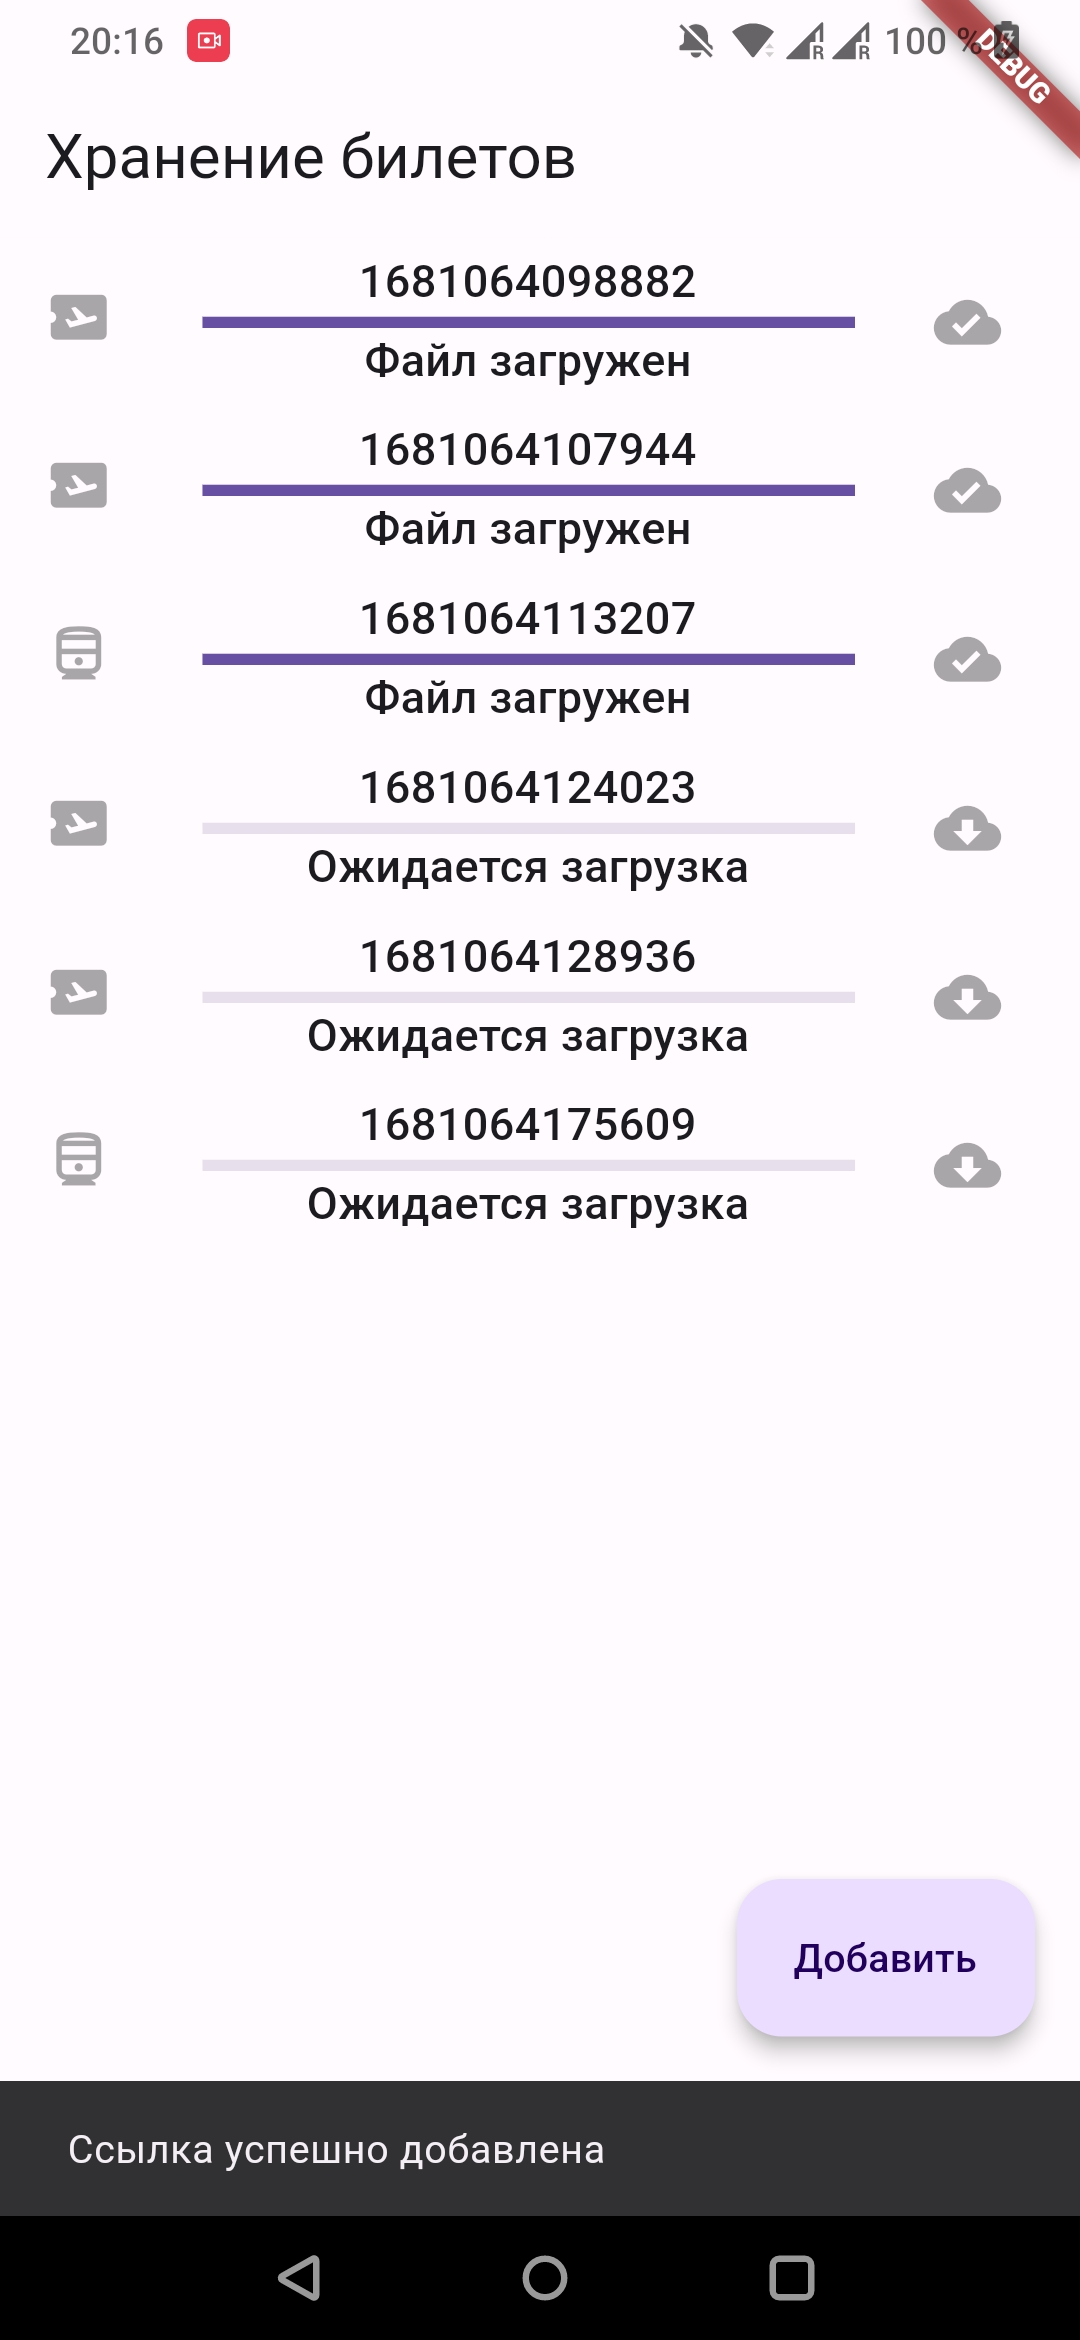 20:16
R
R
100 %
DEBUG
Хранение билетов
1681064098882
Файл загружен
1681064107944
Файл загружен
1681064113207
Файл загружен
1681064124023
Ожидается загрузка
1681064128936
Ожидается загрузка
1681064175609
Ожидается загрузка
Добавить
Ссылка успешно добавлена